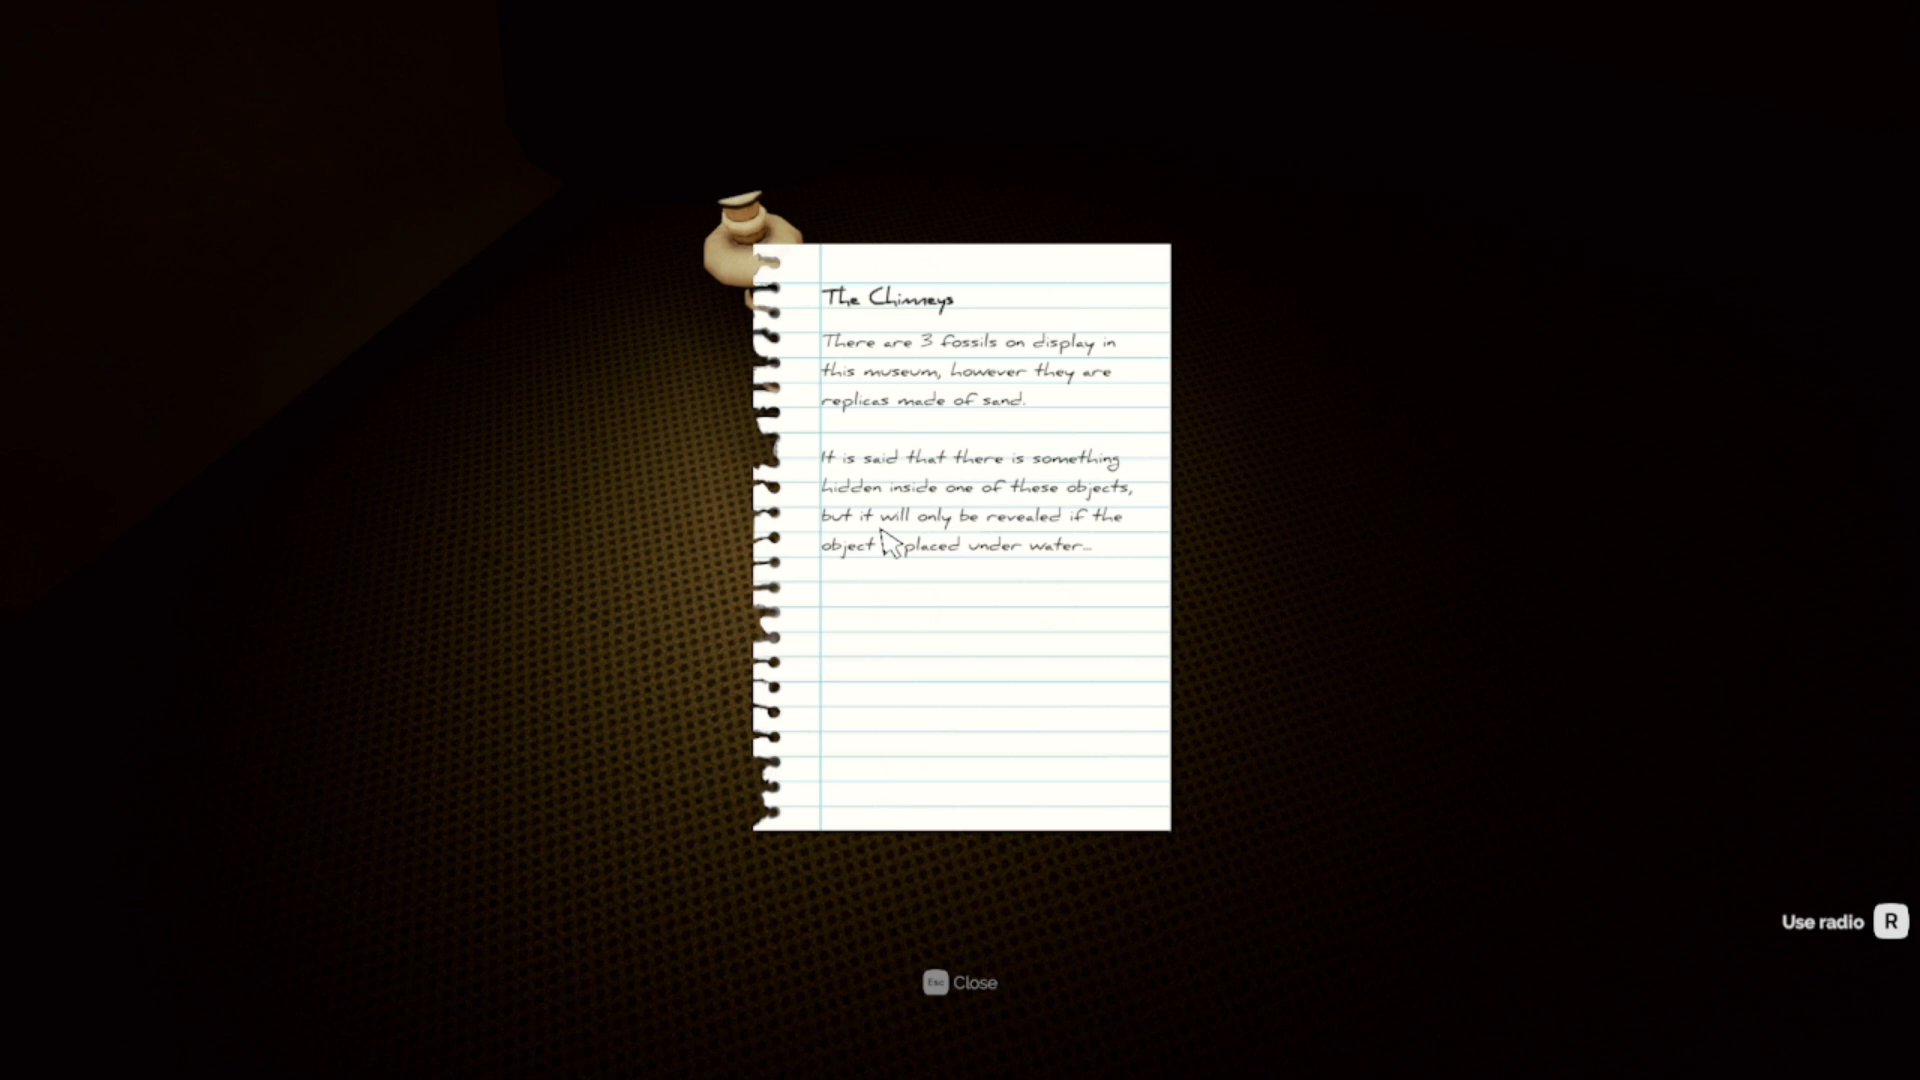 The Chimneys
There are 3 fossils on display in
this museum, however they are
replicas made of sand.
It is said that there is something
hidden inside one of these objects,
but it will only be revealed if the
object placed under water...
Use radio R
Esc Close